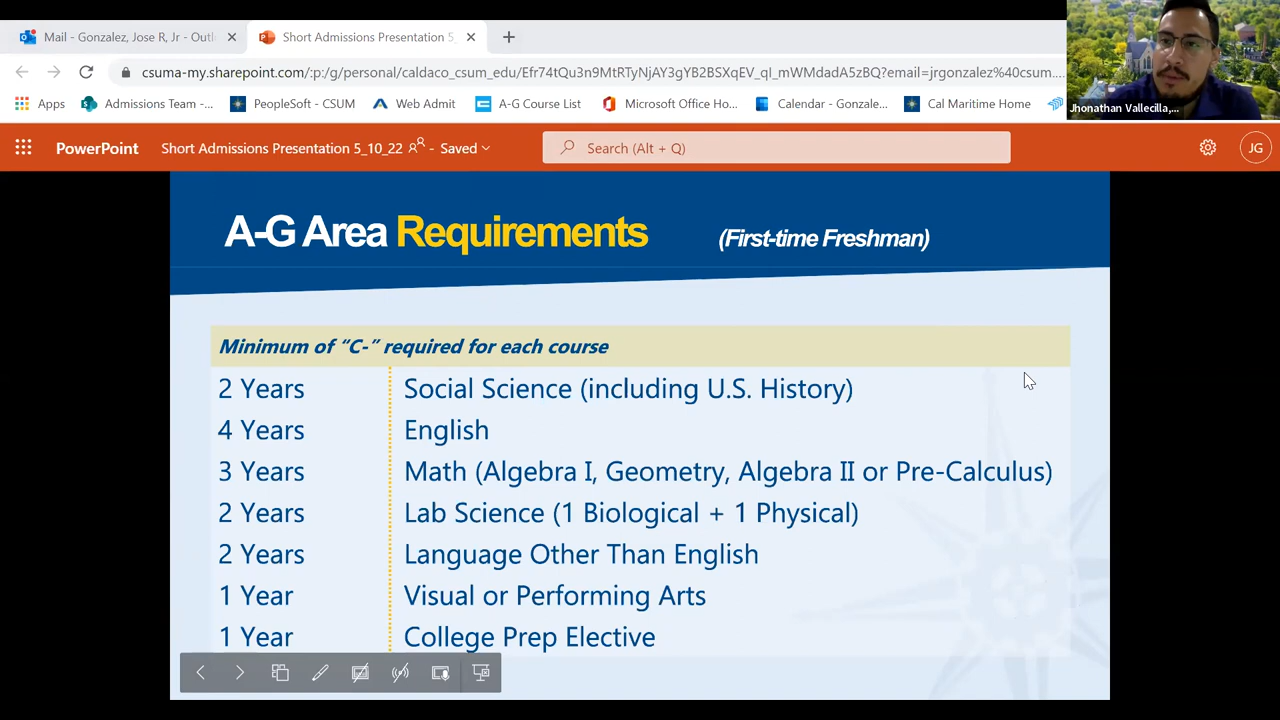 Mail - Gonzalez, Jose R, Jr - Outl
Short Admissions Presentation 5_
csuma-my.sharepoint.com/:p:/g/personal/caldaco_csum_edu/Efr74tQu3n9MtRTyNjAY3gYB2BSXqEV_qI_mWMdadA5zBQ?email=jrgonzalez%40csum....
Apps
Admissions Team -...
PeopleSoft - CSUM
Web Admit
A-G Course List
Microsoft Office Ho...
Calendar - Gonzale...
Cal Maritime Home
Jhonathan Vallecilla,...
PowerPoint
Short Admissions Presentation 5_10_22 - Saved
Search (Alt + Q)
JG
A-G Area Requirements (First-time Freshman)
Minimum of “C-” required for each course
2 Years Social Science (including U.S. History)
4 Years English
3 Years Math (Algebra I, Geometry, Algebra II or Pre-Calculus)
2 Years Lab Science (1 Biological + 1 Physical)
2 Years Language Other Than English
1 Year Visual or Performing Arts
1 Year College Prep Elective